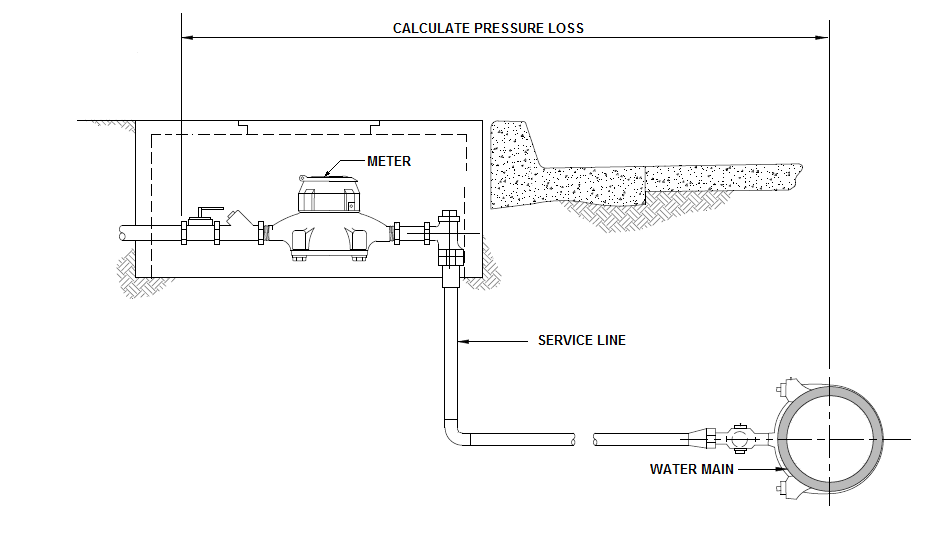 CALCULATE PRESSURE LOSS
METER
SERVICE LINE
WATER MAIN